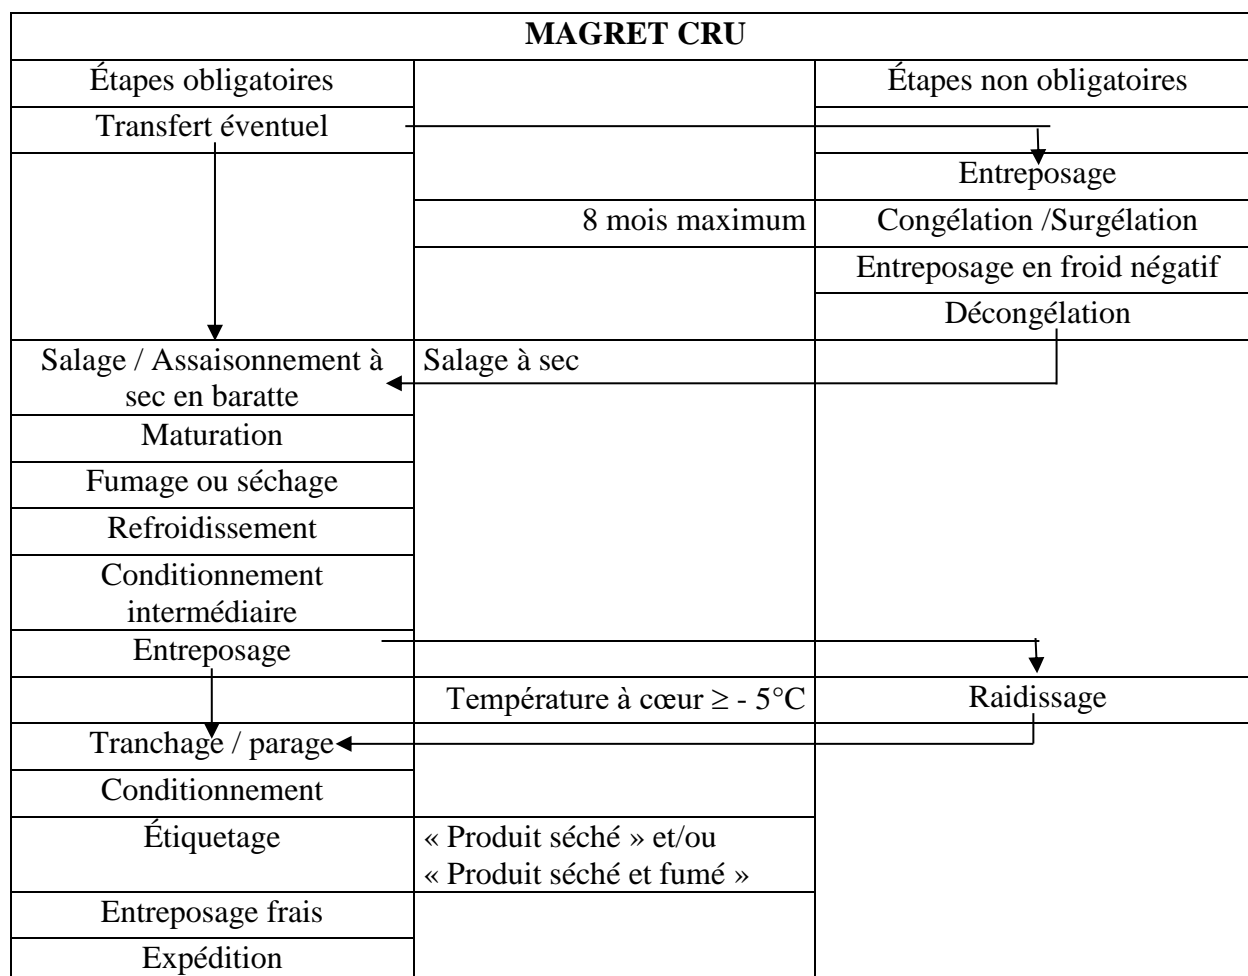 MAGRET CRU
Étapes obligatoires
Étapes non obligatoires
Transfert éventuel
Entreposage
8 mois maximum
Congélation /Surgélation
Entreposage en froid négatif
Décongélation
Salage / Assaisonnement à
sec en baratte
Salage à sec
Maturation
Fumage ou séchage
Refroidissement
Conditionnement
intermédiaire
Entreposage
Température à cœur ≥ - 5°C
Raidissage
Tranchage / parage
Conditionnement
Étiquetage
« Produit séché » et/ou
« Produit séché et fumé »
Entreposage frais
Expédition